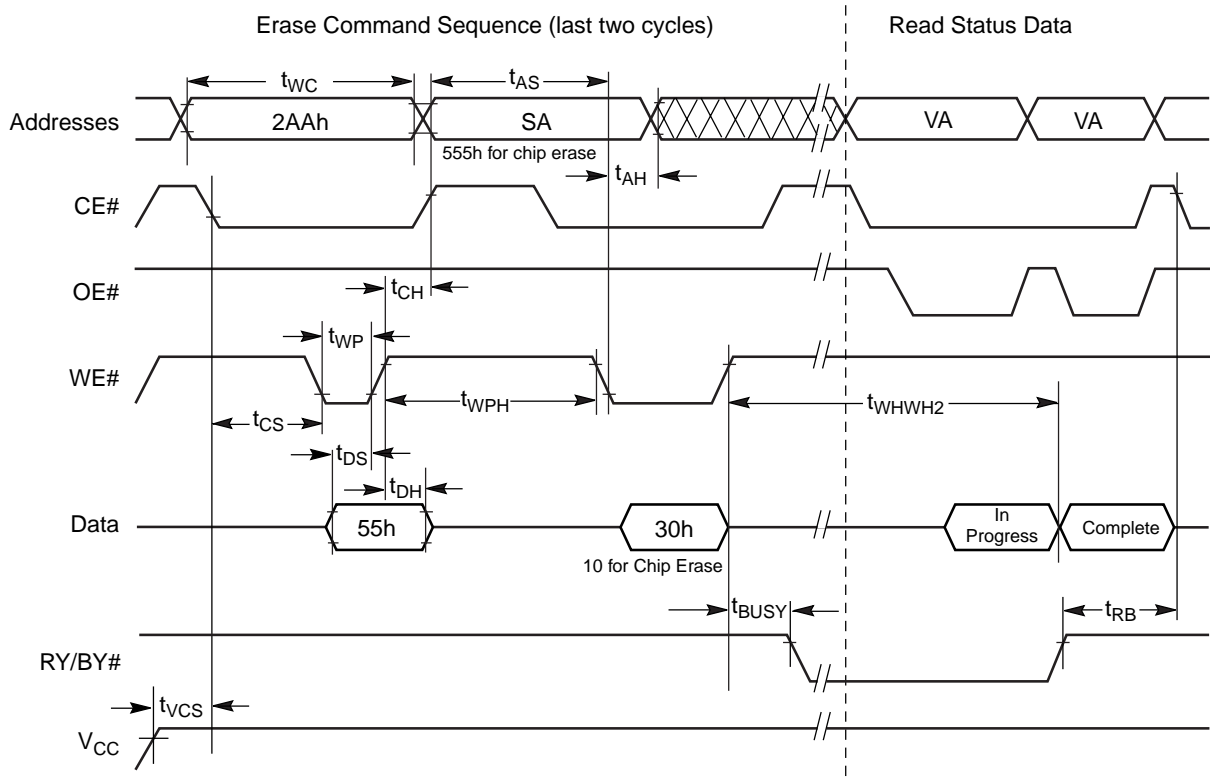 Erase Command Sequence (last two cycles) Read Status Data
tWC tAS
Addresses 2AAh SA VA VA
555h for chip erase
tAH
CE#
OE#
tCH
tWP
WE#
tWPH
tWHWH2
tCS
tDS
tDH
Data 55h 30h In Progress Complete
10 for Chip Erase
tBUSY tRB
RY/BY#
tVCS
VCC